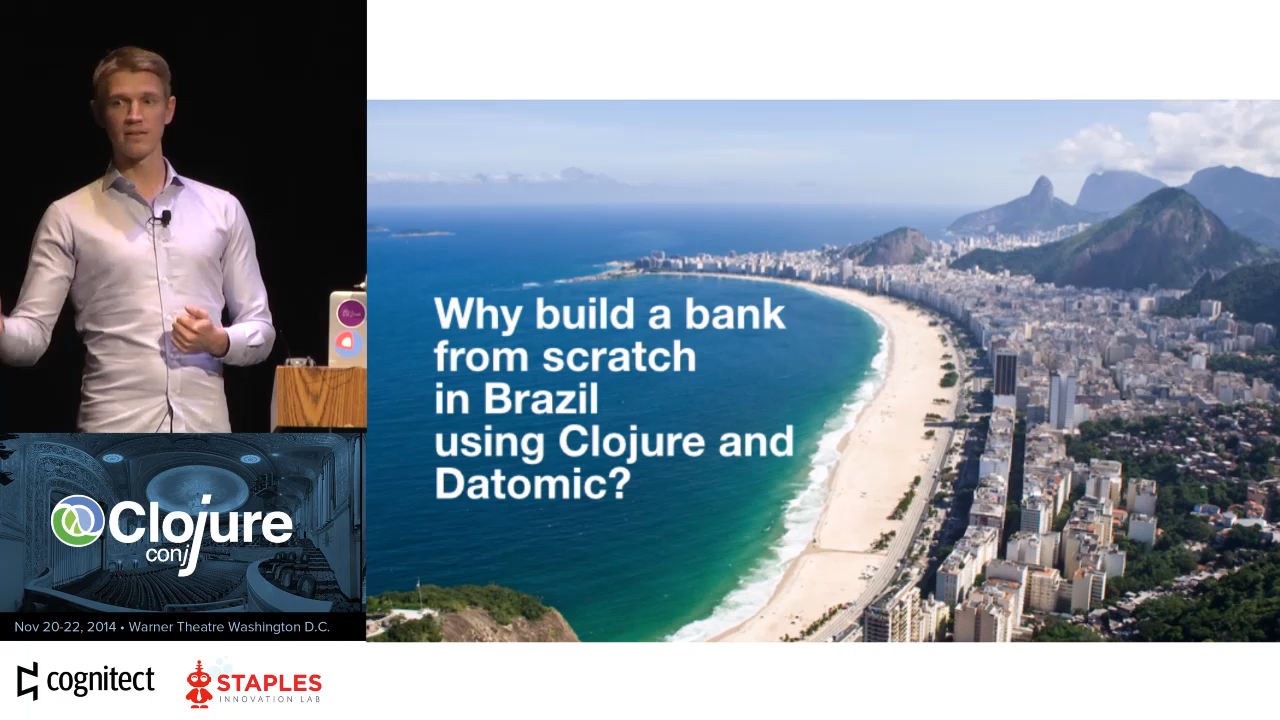 Why build a bank
from scratch
in Brazil
using Clojure and
Datomic?
Clojure
conj
Nov 20-22, 2014 • Warner Theatre Washington D.C.
cognitect
STAPLES
INNOVATION LAB